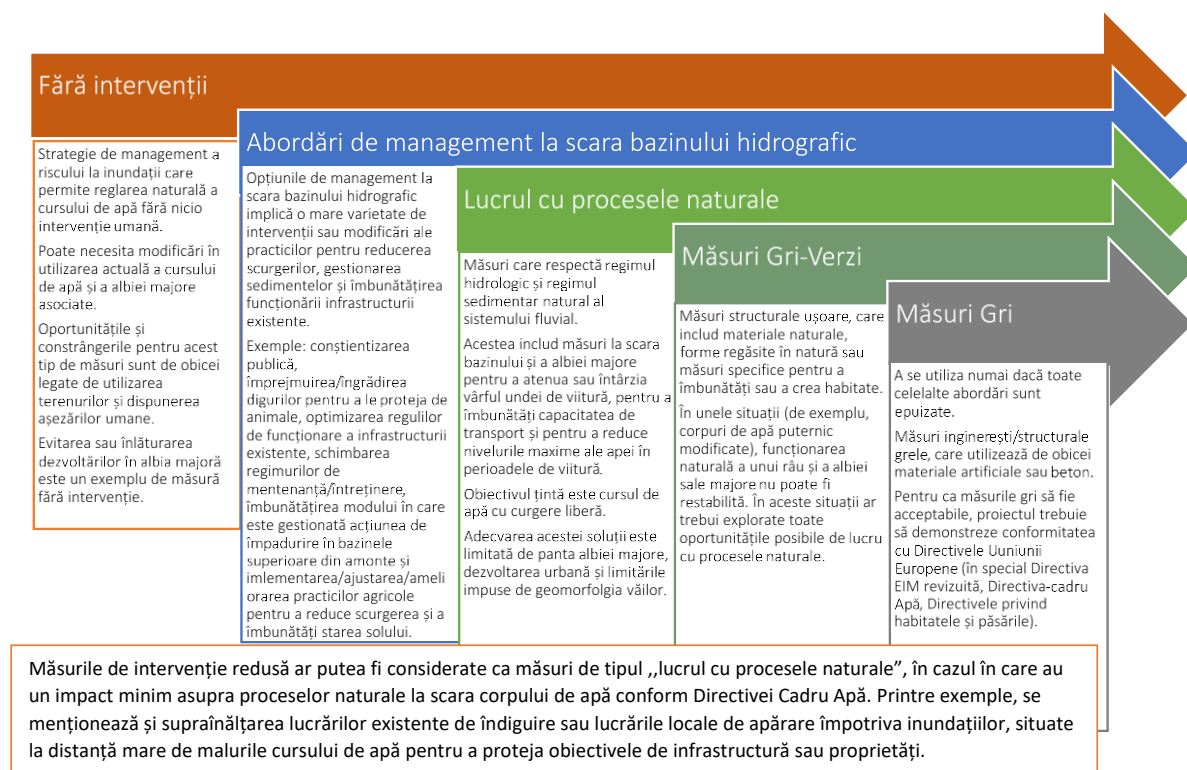 Fără intervenții
Strategie de management a
riscului la inundații care
permite reglarea naturală a
cursului de apă fără nicio
intervenție umană.
Poate necesita modificări în
utilizarea actuală a cursului
de apă și a albiei majore
asociate.
Oportunitățile și
constrângerile pentru acest
tip de măsuri sunt de obicei
legate de utilizarea
terenurilor și dispunerea
așezărilor umane.
Evitarea sau înlăturarea
dezvoltărilor în albia majoră
este un exemplu de măsură
fără intervenție.
Abordări de management la scara bazinului hidrografic
Opțiunile de management la
scara bazinului hidrografic
implică o mare varietate de
intervenții sau modificări ale
practicilor pentru reducerea
scurgerilor, gestionarea
sedimentelor și îmbunătățirea
funcționării infrastructurii
existente.
Exemple: conștientizarea
publică,
împrejmuirea/îngrădirea
digurilor pentru a le proteja de
animale, optimizarea regulilor
de funcționare a infrastructurii
existente, schimbarea
regimurilor de
mentenanță/întreținere,
îmbunătățirea modului în care
este gestionată acțiunea de
împadurire în bazinele
superioare din amonte și
imlementarea/ajustarea/ameli
orarea practicilor agricole
pentru a reduce scurgerea și a
îmbunătăți starea solului.
Lucrul cu procesele naturale
Măsuri care respectă regimul
hidrologic și regimul
sedimentar natural al
sistemului fluvial.
Acestea includ măsuri la scara
bazinului și a albiei majore
pentru a atenua sau întârzia
vârful undei de viitură, pentru a
îmbunătăți capacitatea de
transport și pentru a reduce
nivelurile maxime ale apei în
perioadele de viitură.
Obiectivul țintă este cursul de
apă cu curgere liberă.
Adecvarea acestei soluții este
limitată de panta albiei majore,
dezvoltarea urbană și limitările
impuse de geomorfolgia văilor.
Măsuri Gri-Verzi
Măsuri structurale ușoare, care
includ materiale naturale,
forme regăsite în natură sau
măsuri specifice pentru a
îmbunătăți sau a crea habitate.
În unele situații (de exemplu,
corpuri de apă puternic
modificate), funcționarea
naturală a unui râu și a albiei
sale majore nu poate fi
restabilită. În aceste situații ar
trebui explorate toate
oportunitățile posibile de lucru
cu procesele naturale.
Măsuri Gri
A se utiliza numai dacă toate
celelalte abordări sunt
epuizate.
Măsuri inginerești/structurale
grele, care utilizează de obicei
materiale artificiale sau beton.
Pentru ca măsurile gri să fie
acceptabile, proiectul trebuie
să demonstreze conformitatea
cu Directivele Uuniunii
Europene (în special Directiva
EIM revizuită, Directiva-cadru
Apă, Directivele privind
habitatele și păsările).
Măsurile de intervenție redusă ar putea fi considerate ca măsuri de tipul ,,lucrul cu procesele naturale”, în cazul în care au
un impact minim asupra proceselor naturale la scara corpului de apă conform Directivei Cadru Apă. Printre exemple, se
menționează și supraînălțarea lucrărilor existente de îndiguire sau lucrările locale de apărare împotriva inundațiilor, situate
la distanță mare de malurile cursului de apă pentru a proteja obiectivele de infrastructură sau proprietăți.